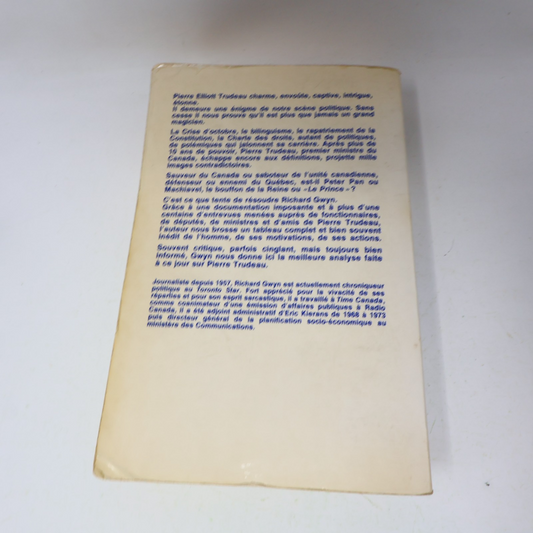 Pierre Elliott Trudeau charme, envoûte, captive, intrigue,
étonne.
Il demeure une énigme de notre scène politique. Sans
cesse il nous prouve qu'il est plus que jamais un grand
magicien.
La Crise d'octobre, le bilinguisme, le repatriement de la
Constitution, la Charte des droits, autant de politiques,
de polémiques qui jalonnent sa carrière. Après plus de
10 ans de pouvoir, Pierre Trudeau, premier ministre du
Canada, échappe encore aux définitions, projette mille
images contradictoires.
Sauveur du Canada ou saboteur de l'unité canadienne,
défenseur ou ennemi du Québec, est-il Peter Pan ou
Machiavel, le bouffon de la Reine ou «Le Prince»?
C'est ce que tente de résoudre Richard Gwyn.
Grâce à une documentation imposante et à plus d'une
centaine d'entrevues menées auprès de fonctionnaires,
de députés, de ministres et d'amis de Pierre Trudeau,
l'auteur nous brosse un tableau complet et bien souvent
inédit de l'homme, de ses motivations, de ses actions.
Souvent critique, parfois cinglant, mais toujours bien
informé, Gwyn nous donne ici la meilleure analyse faite
à ce jour sur Pierre Trudeau.
Journaliste depuis 1957, Richard Gwyn est actuellement chroniqueur
politique au Toronto Star. Fort apprécié pour la vivacité de ses
réparties et pour son esprit sarcastique, il a travaillé à Time Canada,
comme coanimateur d'une émission d'affaires publiques à Radio
Canada, il a été adjoint administratif d'Eric Kierans de 1968 à 1973
puis directeur général de la planification socio-économique au
ministère des Communications.